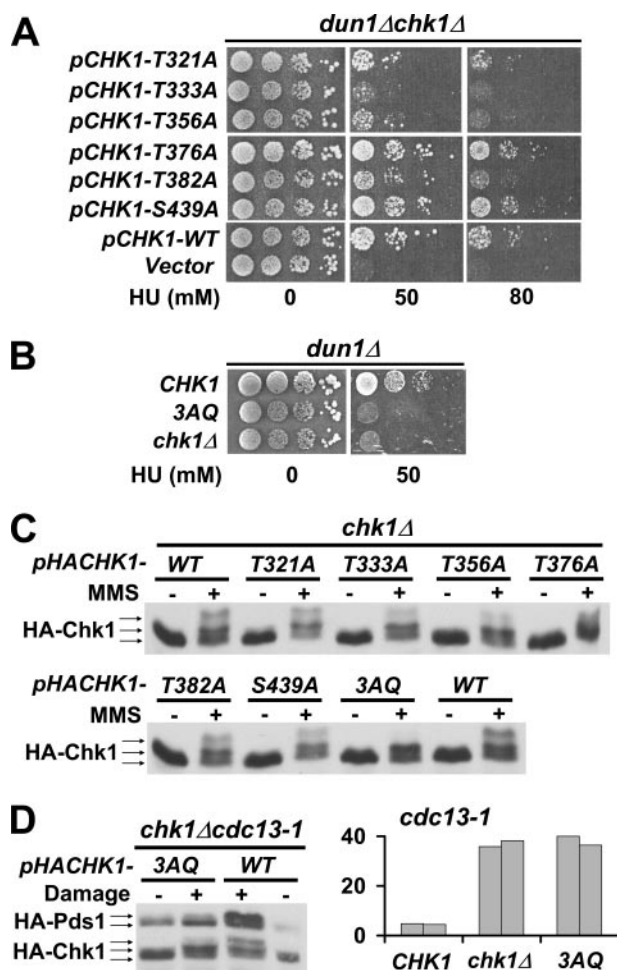 A
dun1Δchk1Δ
pCHK1-T321A
pCHK1-T333A
pCHK1-T356A
pCHK1-T376A
pCHK1-T382A
pCHK1-S439A
pCHK1-WT
Vector
HU (mM) 0 50 80
B
dun1Δ
CHK1
3AQ
chk1Δ
HU (mM) 0 50
C
chk1Δ
pHACHK1- WT T321A T333A T356A T376A
MMS - + - + - + - + - +
HA-Chk1
pHACHK1- T382A S439A 3AQ WT
MMS - + - + - + - +
HA-Chk1
D
chk1Δcdc13-1
pHACHK1- 3AQ WT
Damage - + + -
HA-Pds1
HA-Chk1
cdc13-1
40
20
0
CHK1 chk1Δ 3AQ